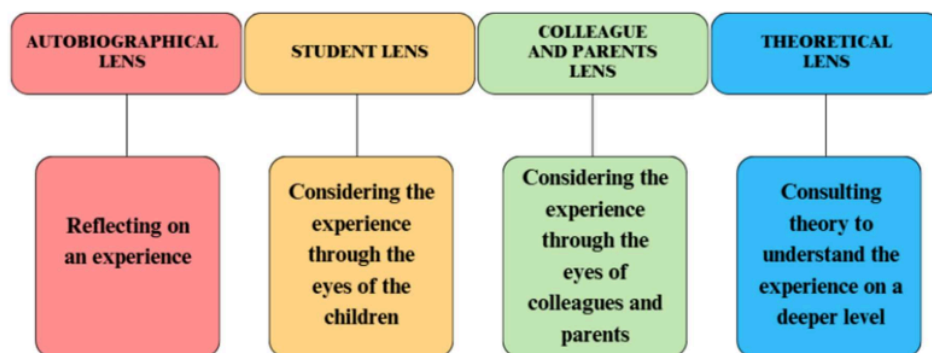 AUTOBIOGRAPHICAL
LENS
STUDENT LENS
COLLEAGUE
AND PARENTS
LENS
THEORETICAL
LENS
Reflecting on
an experience
Considering the
experience
through the
eyes of the
children
Considering the
experience
through the
eyes of
colleagues and
parents
Consulting
theory to
understand the
experience on a
deeper level